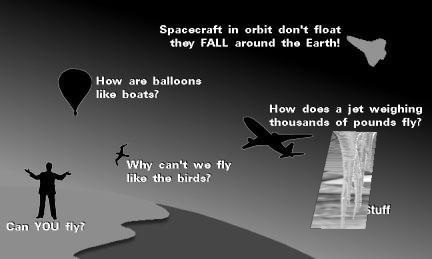 Spacecraft in orbit don't float
they FALL around the Earth!
How are balloons
like boats?
How does a jet weighing
thousands of pounds fly?
Why can't we fly
like the birds?
Stuff
Can YOU fly?